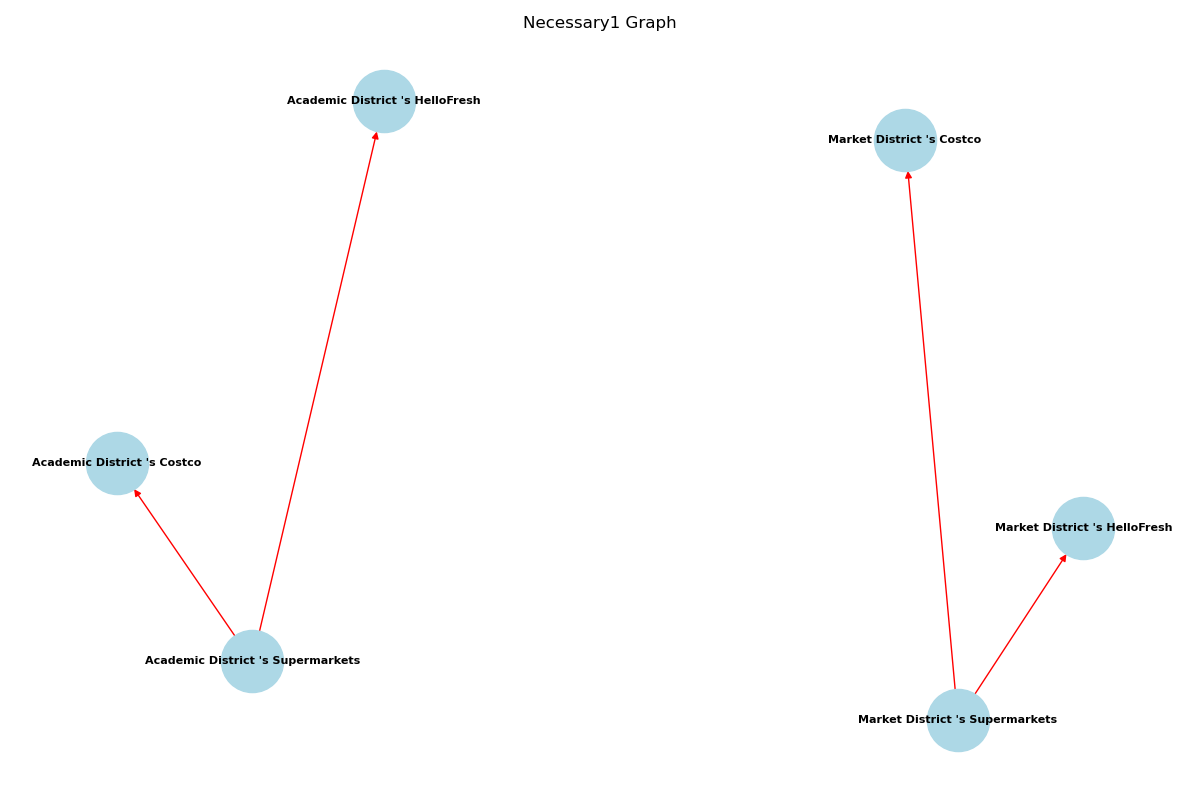 Necessary1 Graph
Academic District 's HelloFresh
Market District 's Costco
Academic District 's Costco
Market District 's HelloFresh
Academic District 's Supermarkets
Market District 's Supermarkets